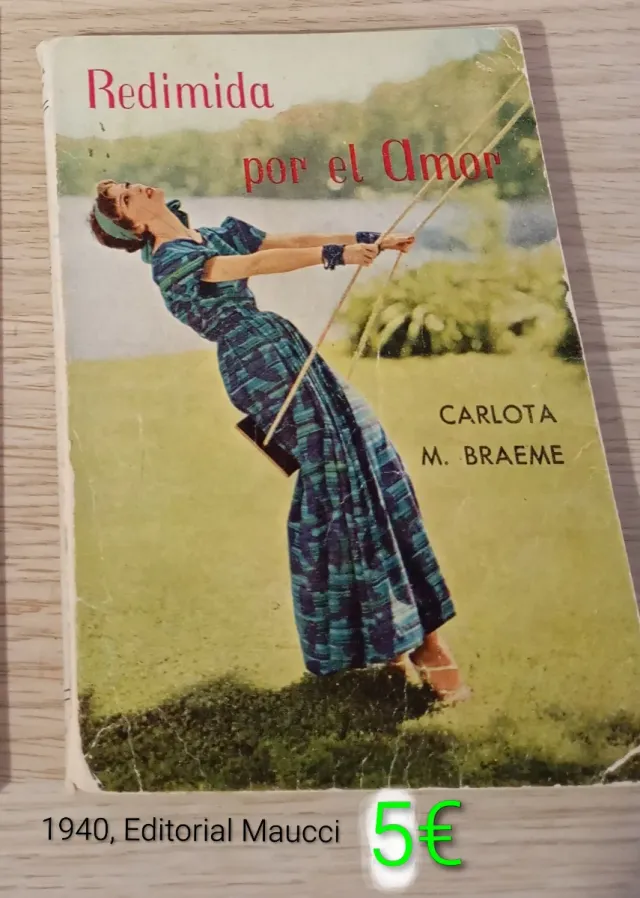 Redimida
por el Amor
CARLOTA
M. BRAEME
1940, Editorial Maucci 5€